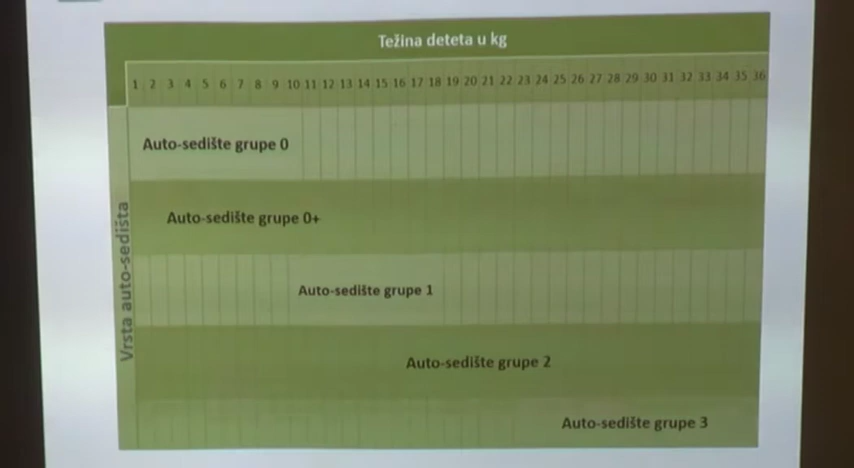 Težina deteta u kg
1 2 3 4 5 6 7 8 9 10 11 12 13 14 15 16 17 18 19 20 21 22 23 24 25 26 27 28 29 30 31 32 33 34 35 36
Vrsta auto-sedišta
Auto-sedište grupe 0
Auto-sedište grupe 0+
Auto-sedište grupe 1
Auto-sedište grupe 2
Auto-sedište grupe 3